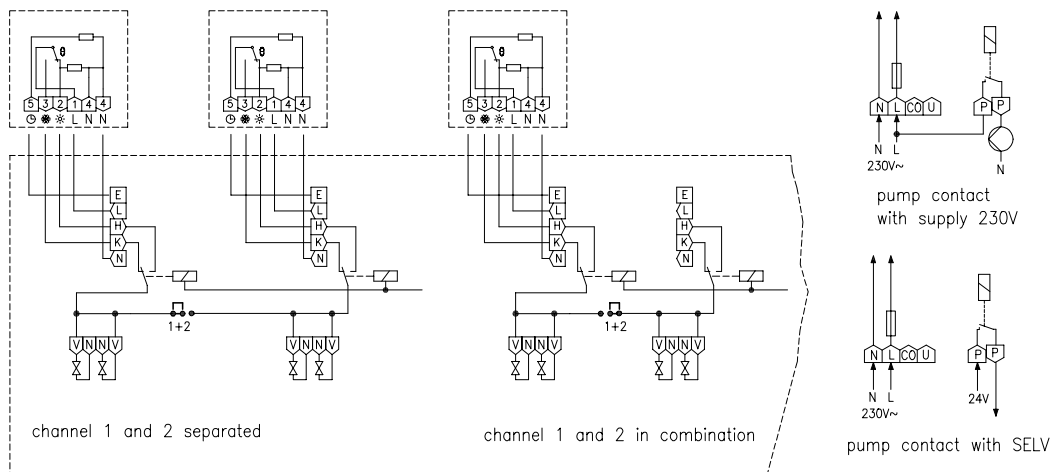 5 3 2 1 4 4
L N N
5 3 2 1 4 4
L N N
5 3 2 1 4 4
L N N
E
L
H
K
N
E
L
H
K
N
E
L
H
K
N
E
L
H
K
N
1+2
1+2
V N N V
V N N V
V N N V
V N N V
channel 1 and 2 separated
channel 1 and 2 in combination
N L CO U
P P
N L
230V~
N
pump contact
with supply 230V
N L CO U
P P
N L
230V~
24V
pump contact with SELV